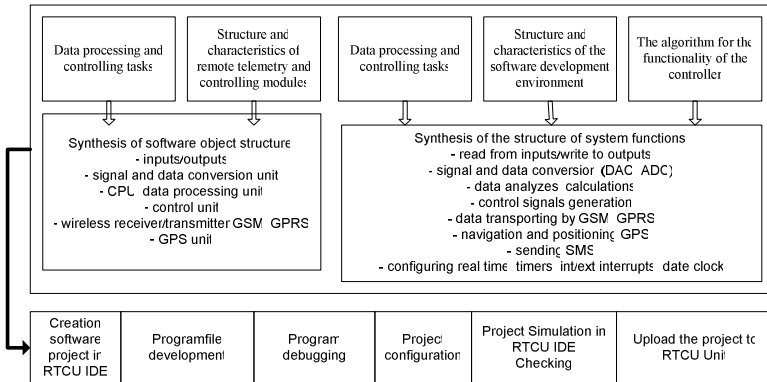 Data processing and
controlling tasks
Structure and
characteristics of
remote telemetry and
controlling modules
Data processing and
controlling tasks
Structure and
characteristics of the
software development
environment
The algorithm for the
functionality of the
controller
Synthesis of software object structure
- inputs/outputs
- signal and data conversion unit
- CPU data processing unit
- control unit
- wireless receiver/transmitter GSM GPRS
- GPS unit
Synthesis of the structure of system functions
- read from inputs/write to outputs
- signal and data conversion (DAC ADC)
- data analyzes calculations
- control signals generation
- data transporting by GSM GPRS
- navigation and positioning GPS
- sending SMS
- configuring real time timers int/ext interrupts date clock
Creation
software
project in
RTCU IDE
Programfile
development
Program
debugging
Project
configuration
Project Simulation in
RTCU IDE
Checking
Upload the project to
RTCU Unit